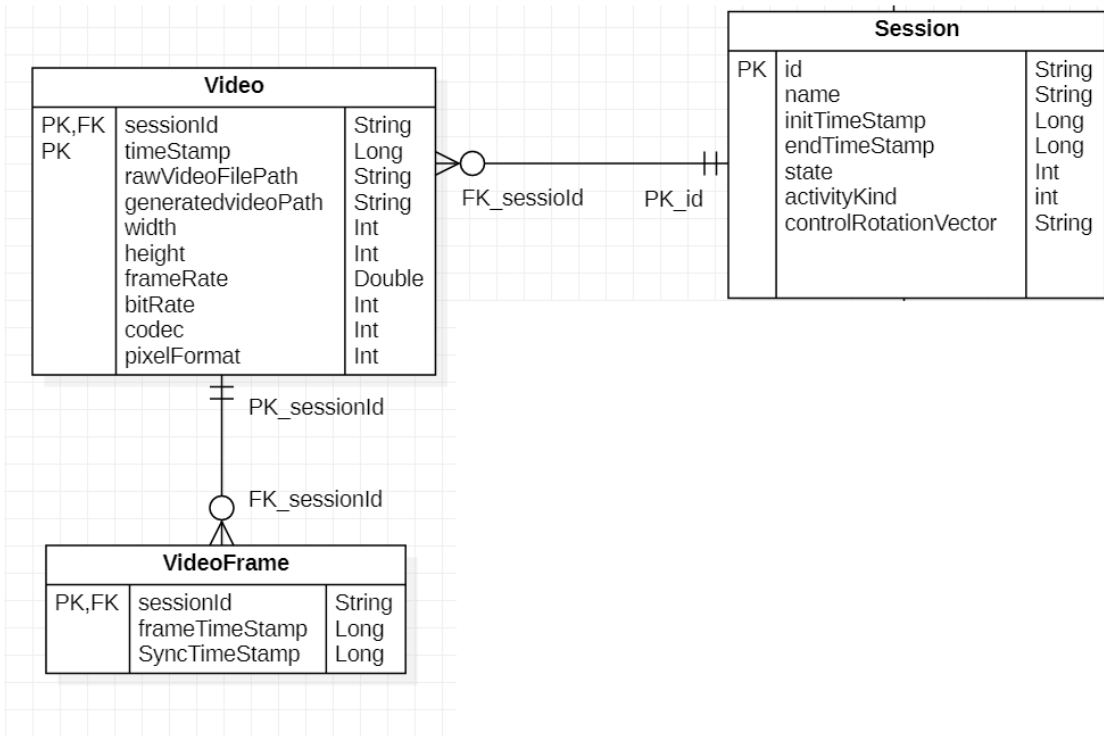 Session
PK id String
name String
initTimeStamp Long
endTimeStamp Long
state Int
activityKind int
controlRotationVector String
Video
PK,FK sessionId String
PK timeStamp Long
rawVideoFilePath String
generatedvideoPath String
width Int
height Int
frameRate Double
bitRate Int
codec Int
pixelFormat Int
FK_sessiold PK_id
PK_sessionId
FK_sessionId
VideoFrame
PK,FK sessionId String
frameTimeStamp Long
SyncTimeStamp Long